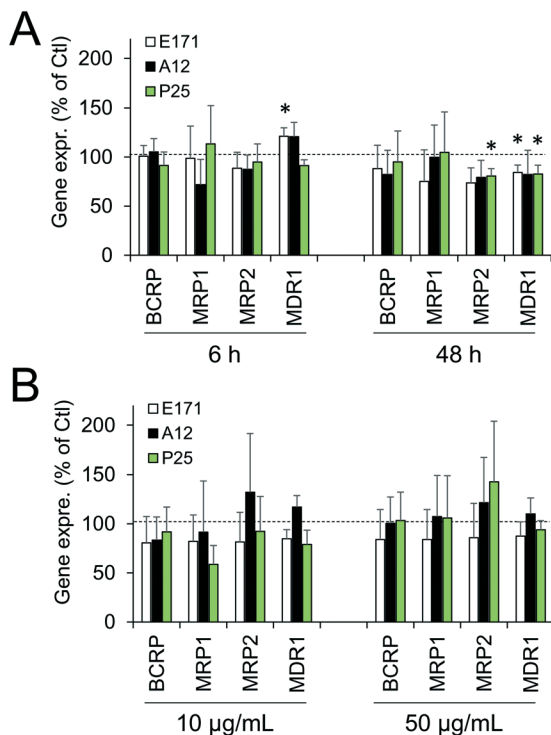 A
Gene expr. (% of Ctl)
200
150
100
50
0
E171
A12
P25
*
* * *
BCRP MRP1 MRP2 MDR1 BCRP MRP1 MRP2 MDR1
6 h 48 h
B
Gene expre. (% of Ctl)
200
150
100
50
0
E171
A12
P25
BCRP MRP1 MRP2 MDR1 BCRP MRP1 MRP2 MDR1
10 µg/mL 50 µg/mL